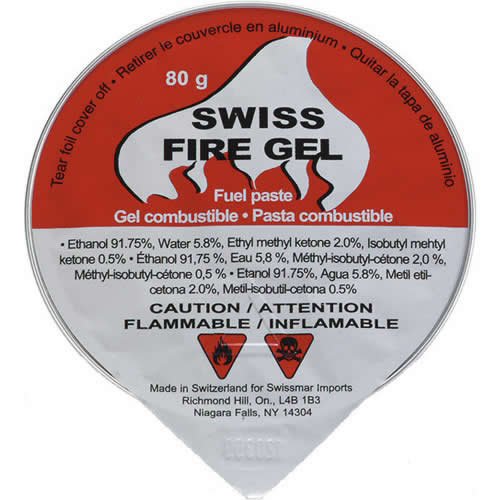 Tear foil cover off • Retirer le couvercle en aluminium • Quitar la tapa de aluminio
80 g
SWISS
FIRE GEL
Fuel paste
Gel combustible • Pasta combustible
• Ethanol 91.75%, Water 5.8%, Ethyl methyl ketone 2.0%, Isobutyl mehtyl
ketone 0.5% • Éthanol 91,75 %, Eau 5,8 %, Méthyl-isobutyl-cétone 2,0 %,
Méthyl-isobutyl-cétone 0,5 % • Etanol 91.75%, Agua 5.8%, Metil etil-
cetona 2.0%, Metil-isobutil-cetona 0.5%
CAUTION / ATTENTION
FLAMMABLE / INFLAMABLE
Made in Switzerland for Swissmar Imports
Richmond Hill, On., L4B 1B3
Niagara Falls, NY 14304